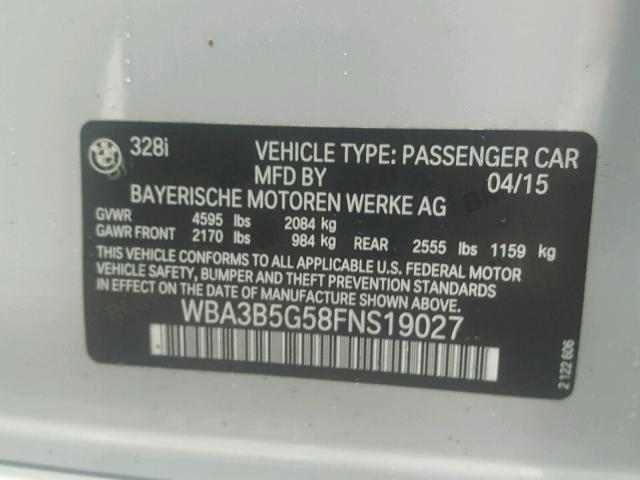 328i VEHICLE TYPE: PASSENGER CAR
MFD BY 04/15
BAYERISCHE MOTOREN WERKE AG
GVWR 4595 lbs 2084 kg
GAWR FRONT 2170 lbs 984 kg REAR 2555 lbs 1159 kg
THIS VEHICLE CONFORMS TO ALL APPLICABLE U.S. FEDERAL MOTOR
VEHICLE SAFETY, BUMPER AND THEFT PREVENTION STANDARDS
IN EFFECT ON THE DATE OF MANUFACTURE SHOWN ABOVE.
WBA3B5G58FNS19027
2 122 606